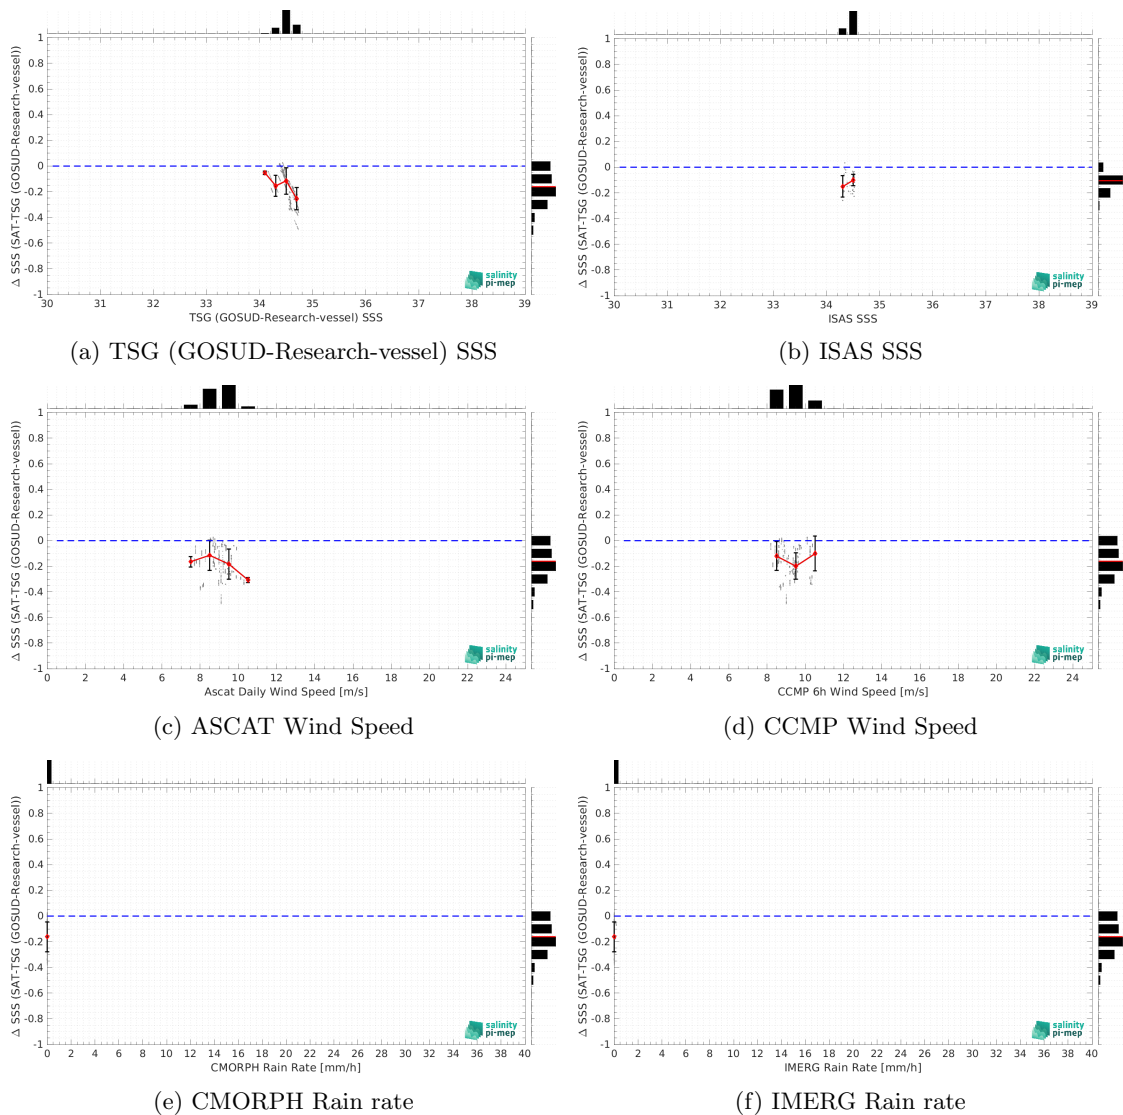 1
0.8
0.6
0.4
0.2
0
-0.2
-0.4
-0.6
-0.8
-1
Δ SSS (SAT-TSG (GOSUD-Research-vessel))
30 31 32 33 34 35 36 37 38 39
TSG (GOSUD-Research-vessel) SSS
salinity
pi-mep
(a) TSG (GOSUD-Research-vessel) SSS
1
0.8
0.6
0.4
0.2
0
-0.2
-0.4
-0.6
-0.8
-1
Δ SSS (SAT-TSG (GOSUD-Research-vessel))
30 31 32 33 34 35 36 37 38 39
ISAS SSS
salinity
pi-mep
(b) ISAS SSS
1
0.8
0.6
0.4
0.2
0
-0.2
-0.4
-0.6
-0.8
-1
Δ SSS (SAT-TSG (GOSUD-Research-vessel))
0 2 4 6 8 10 12 14 16 18 20 22 24
Ascat Daily Wind Speed [m/s]
salinity
pi-mep
(c) ASCAT Wind Speed
1
0.8
0.6
0.4
0.2
0
-0.2
-0.4
-0.6
-0.8
-1
Δ SSS (SAT-TSG (GOSUD-Research-vessel))
0 2 4 6 8 10 12 14 16 18 20 22 24
CCMP 6h Wind Speed [m/s]
salinity
pi-mep
(d) CCMP Wind Speed
1
0.8
0.6
0.4
0.2
0
-0.2
-0.4
-0.6
-0.8
-1
Δ SSS (SAT-TSG (GOSUD-Research-vessel))
0 2 4 6 8 10 12 14 16 18 20 22 24 26 28 30 32 34 36 38 40
CMORPH Rain Rate [mm/h]
salinity
pi-mep
(e) CMORPH Rain rate
1
0.8
0.6
0.4
0.2
0
-0.2
-0.4
-0.6
-0.8
-1
Δ SSS (SAT-TSG (GOSUD-Research-vessel))
0 2 4 6 8 10 12 14 16 18 20 22 24 26 28 30 32 34 36 38 40
IMERG Rain Rate [mm/h]
salinity
pi-mep
(f) IMERG Rain rate